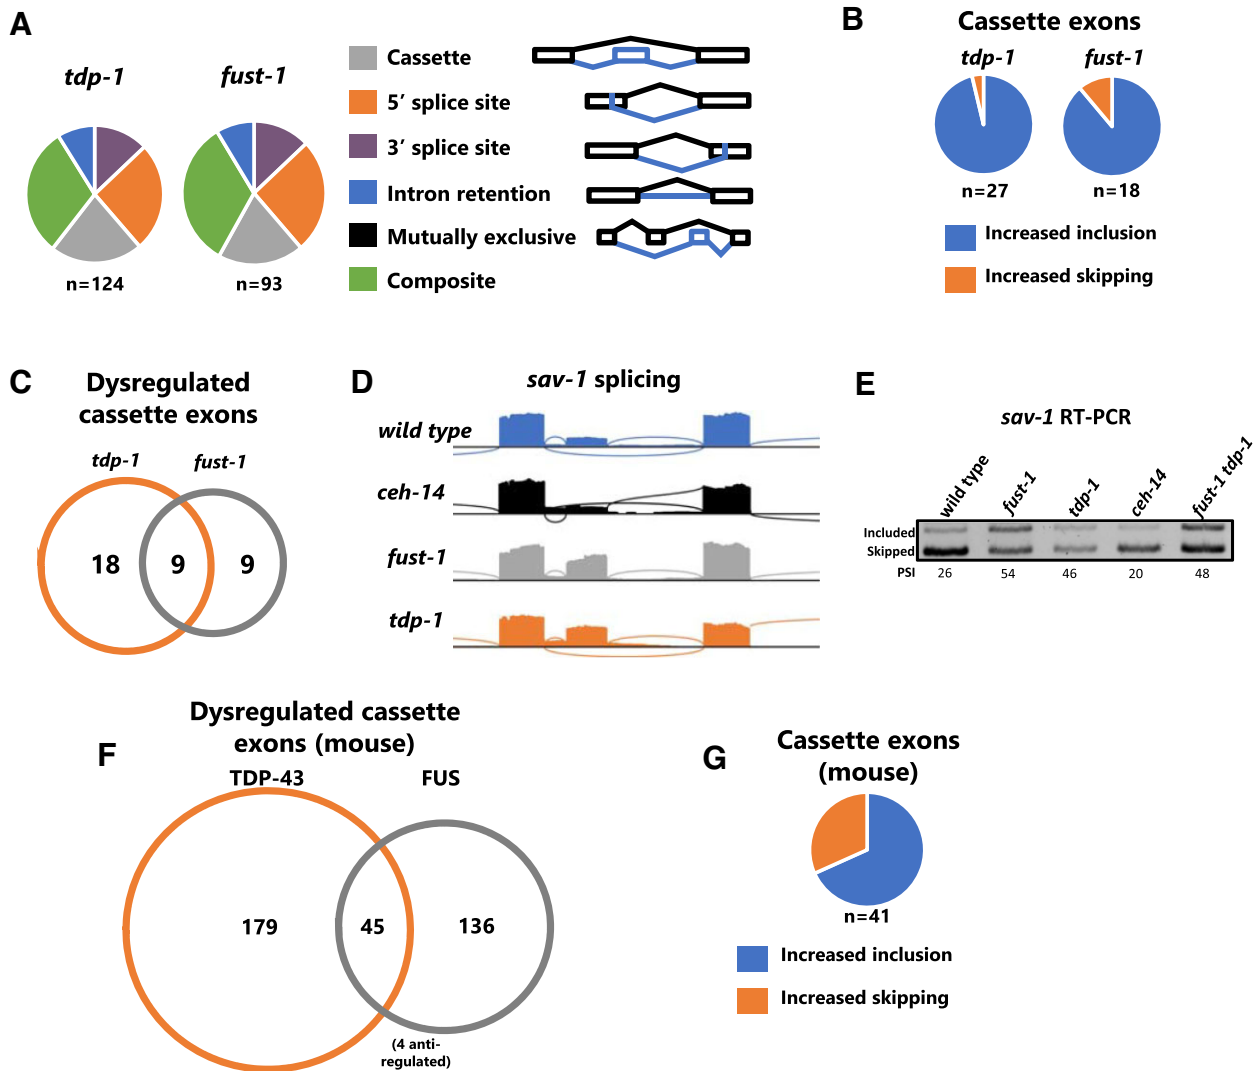 A
tdp-1
fust-1
n=124
n=93
Cassette
5’ splice site
3’ splice site
Intron retention
Mutually exclusive
Composite
B
Cassette exons
tdp-1
fust-1
n=27
n=18
Increased inclusion
Increased skipping
C
Dysregulated
cassette exons
tdp-1
fust-1
18
9
9
D
sav-1 splicing
wild type
ceh-14
fust-1
tdp-1
E
sav-1 RT-PCR
wild type
fust-1
tdp-1
ceh-14
fust-1 tdp-1
Included
Skipped
PSI
26
54
46
20
48
F
Dysregulated cassette
exons (mouse)
TDP-43
FUS
179
45
136
(4 anti-
regulated)
G
Cassette exons
(mouse)
n=41
Increased inclusion
Increased skipping